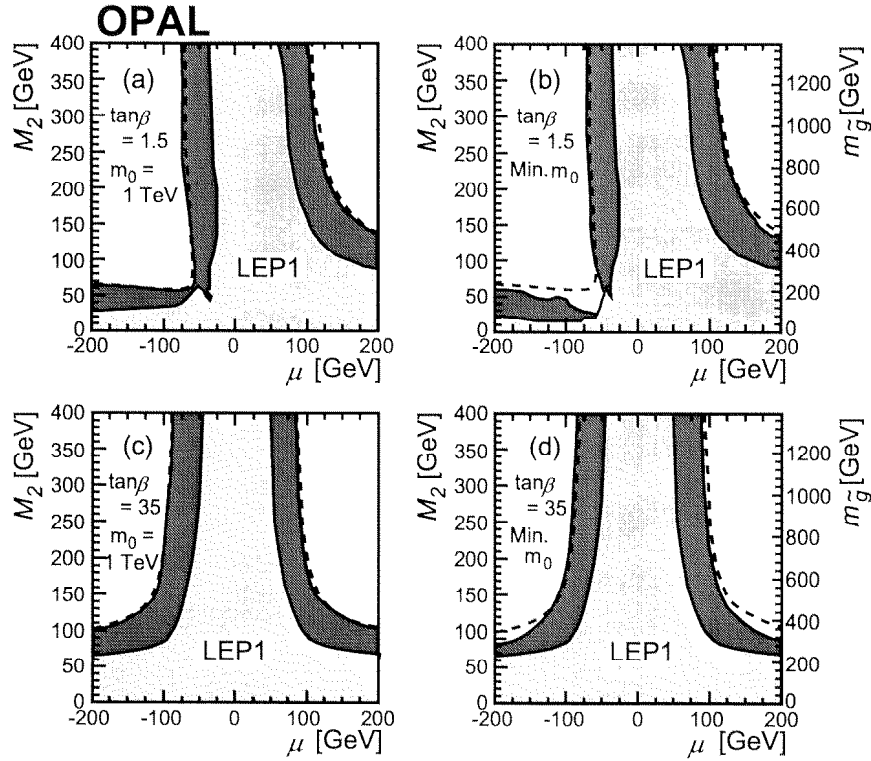 OPAL
(a)
tanβ
= 1.5
m₀ =
1 TeV
LEP1
M₂ [GeV]
400
350
300
250
200
150
100
50
0
-200 -100 0 100 200
μ [GeV]
(b)
tanβ
= 1.5
Min. m₀
LEP1
M₂ [GeV]
400
350
300
250
200
150
100
50
0
-200 -100 0 100 200
μ [GeV]
m_g̃ [GeV]
1200
1000
800
600
400
200
0
(c)
tanβ
= 35
m₀ =
1 TeV
LEP1
M₂ [GeV]
400
350
300
250
200
150
100
50
0
-200 -100 0 100 200
μ [GeV]
(d)
tanβ
= 35
Min.
m₀
LEP1
M₂ [GeV]
400
350
300
250
200
150
100
50
0
-200 -100 0 100 200
μ [GeV]
m_g̃ [GeV]
1200
1000
800
600
400
200
0